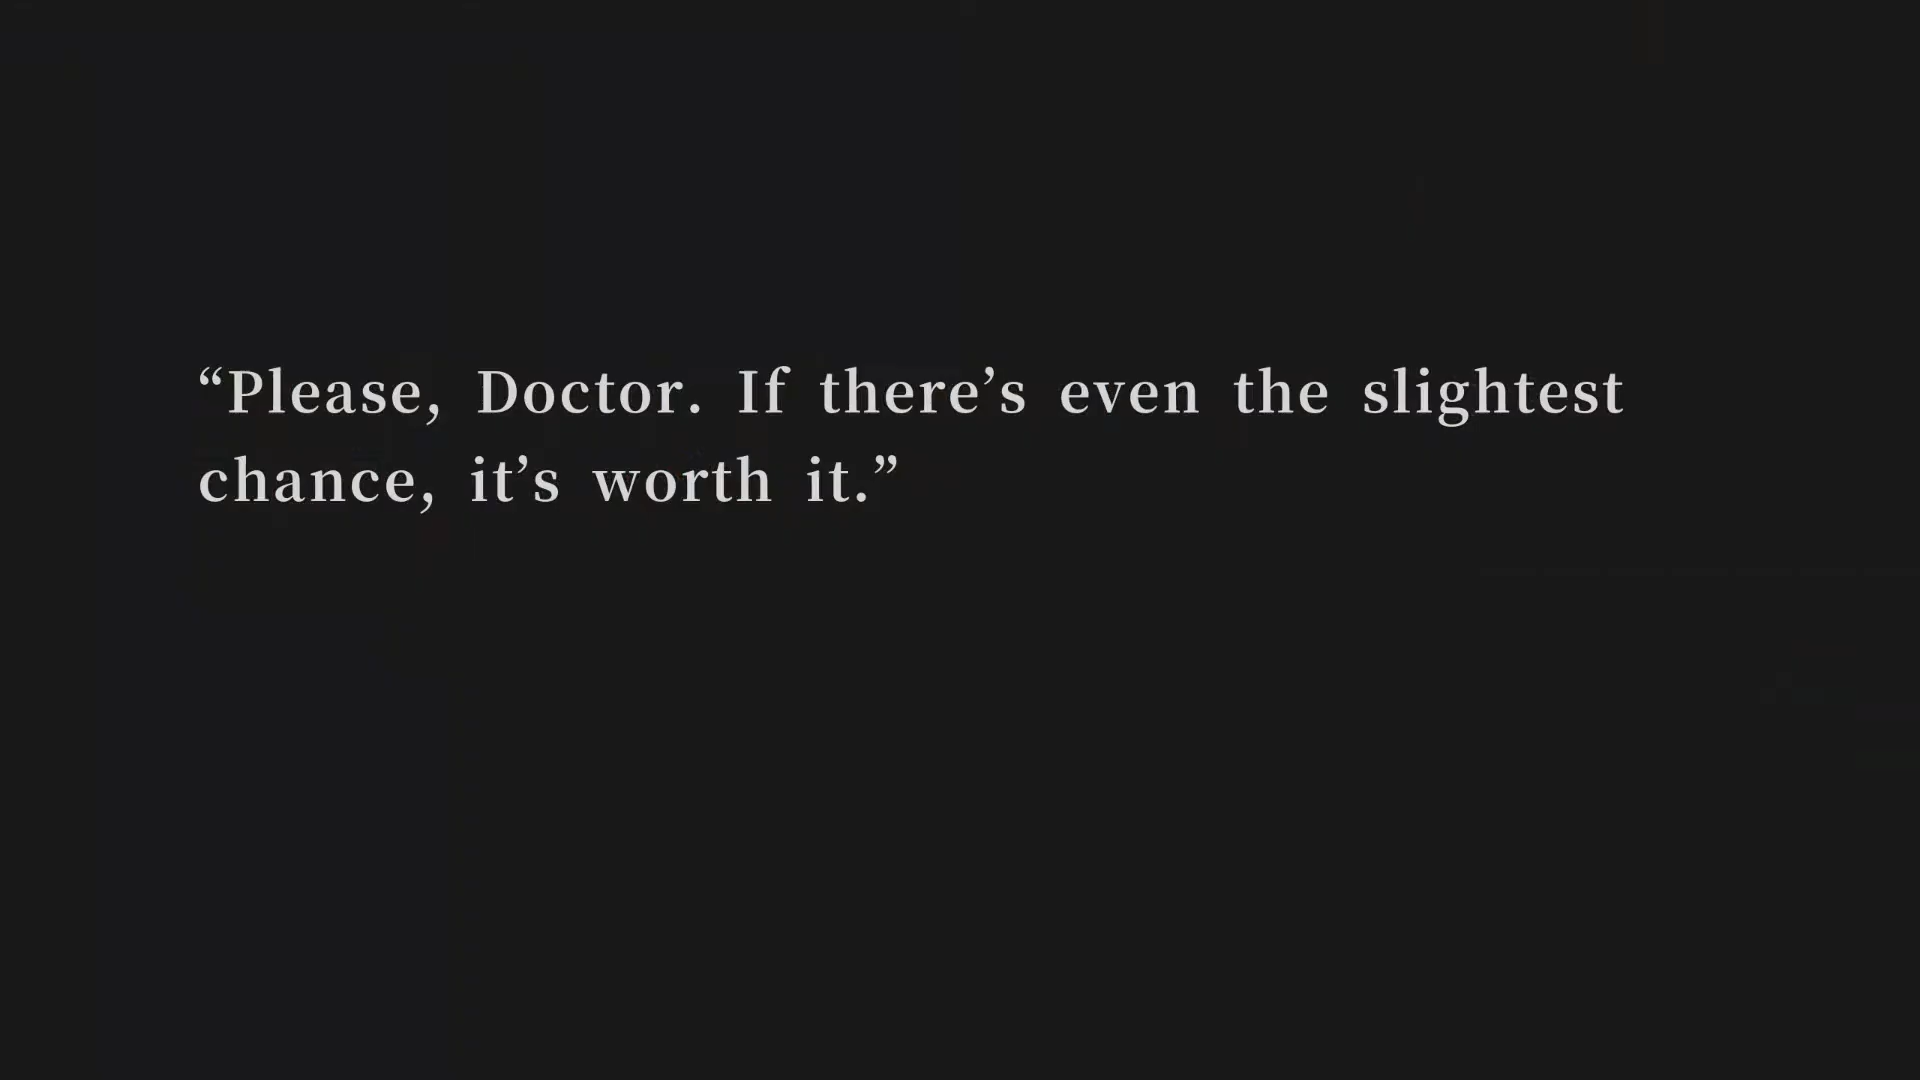 “Please, Doctor. If there’s even the slightest
chance, it’s worth it.”